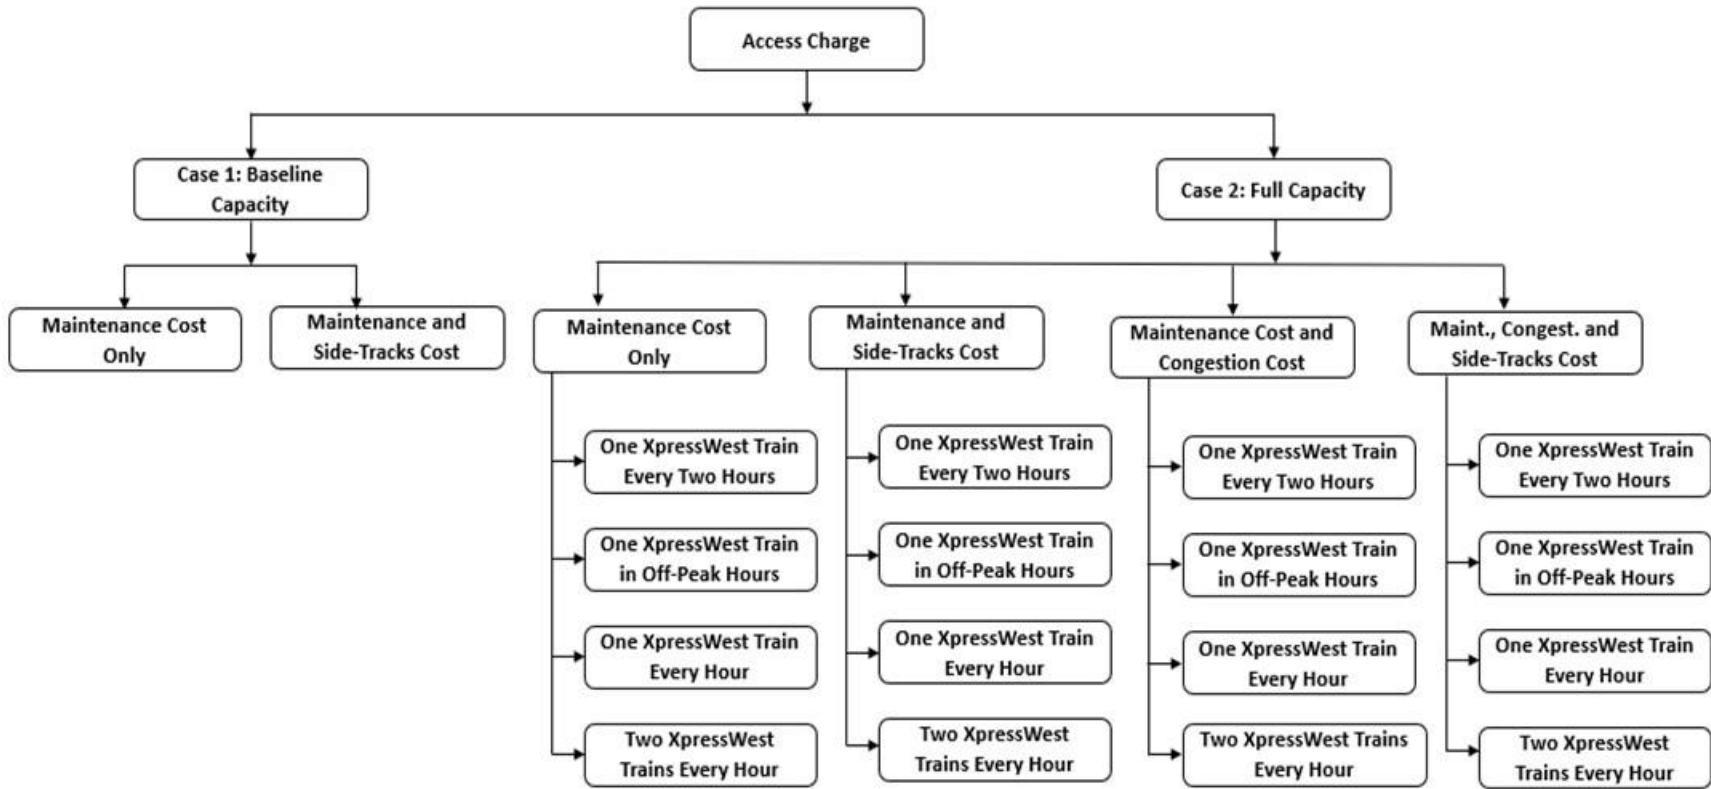 Access Charge
Case 1: Baseline
Capacity
Case 2: Full Capacity
Maintenance Cost
Only
Maintenance and
Side-Tracks Cost
Maintenance Cost
Only
Maintenance and
Side-Tracks Cost
Maintenance Cost and
Congestion Cost
Maint., Congest. and
Side-Tracks Cost
One XpressWest Train
Every Two Hours
One XpressWest Train
in Off-Peak Hours
One XpressWest Train
Every Hour
Two XpressWest
Trains Every Hour
One XpressWest Train
Every Two Hours
One XpressWest Train
in Off-Peak Hours
One XpressWest Train
Every Hour
Two XpressWest
Trains Every Hour
One XpressWest Train
Every Two Hours
One XpressWest Train
in Off-Peak Hours
One XpressWest Train
Every Hour
Two XpressWest Trains
Every Hour
One XpressWest Train
Every Two Hours
One XpressWest Train
in Off-Peak Hours
One XpressWest Train
Every Hour
Two XpressWest
Trains Every Hour